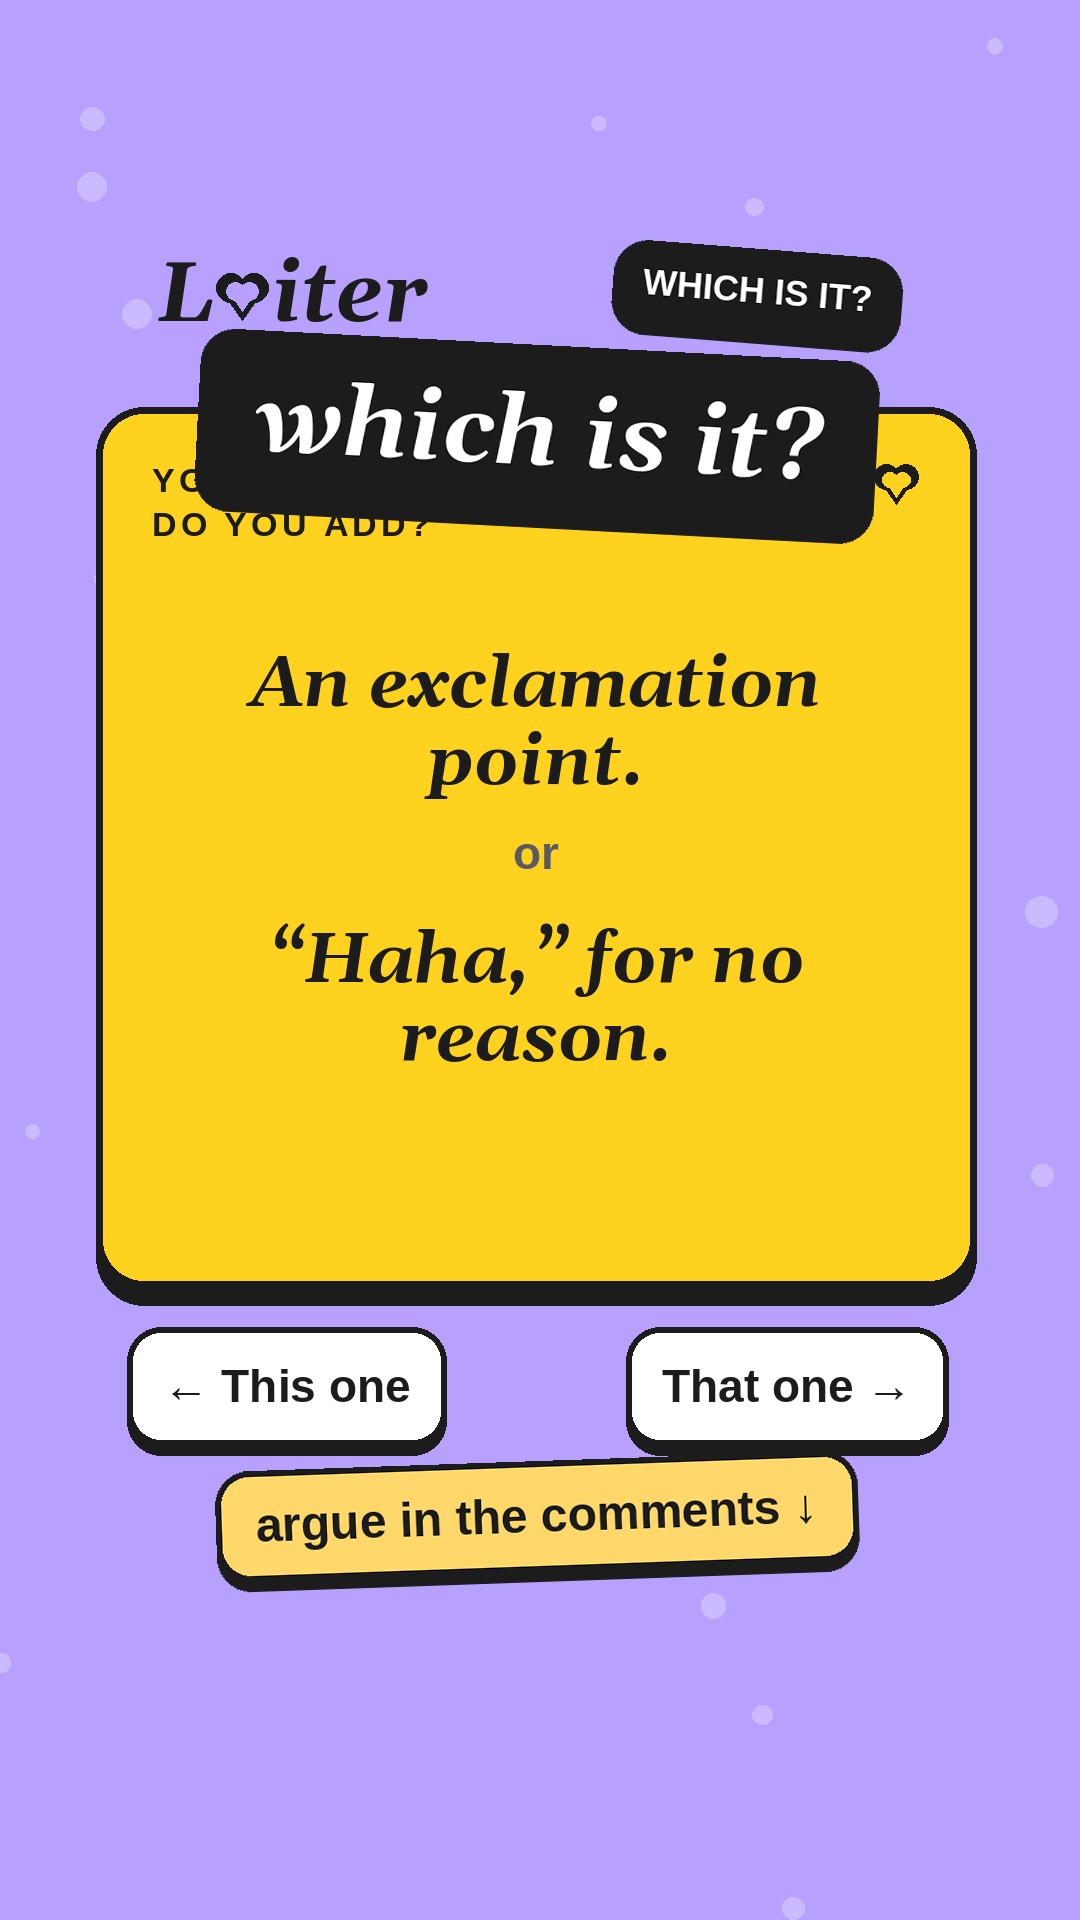 L♡iter
WHICH IS IT?
which is it?
DO YOU ADD?
An exclamation
point.
or
“Haha,” for no
reason.
← This one
That one →
argue in the comments ↓